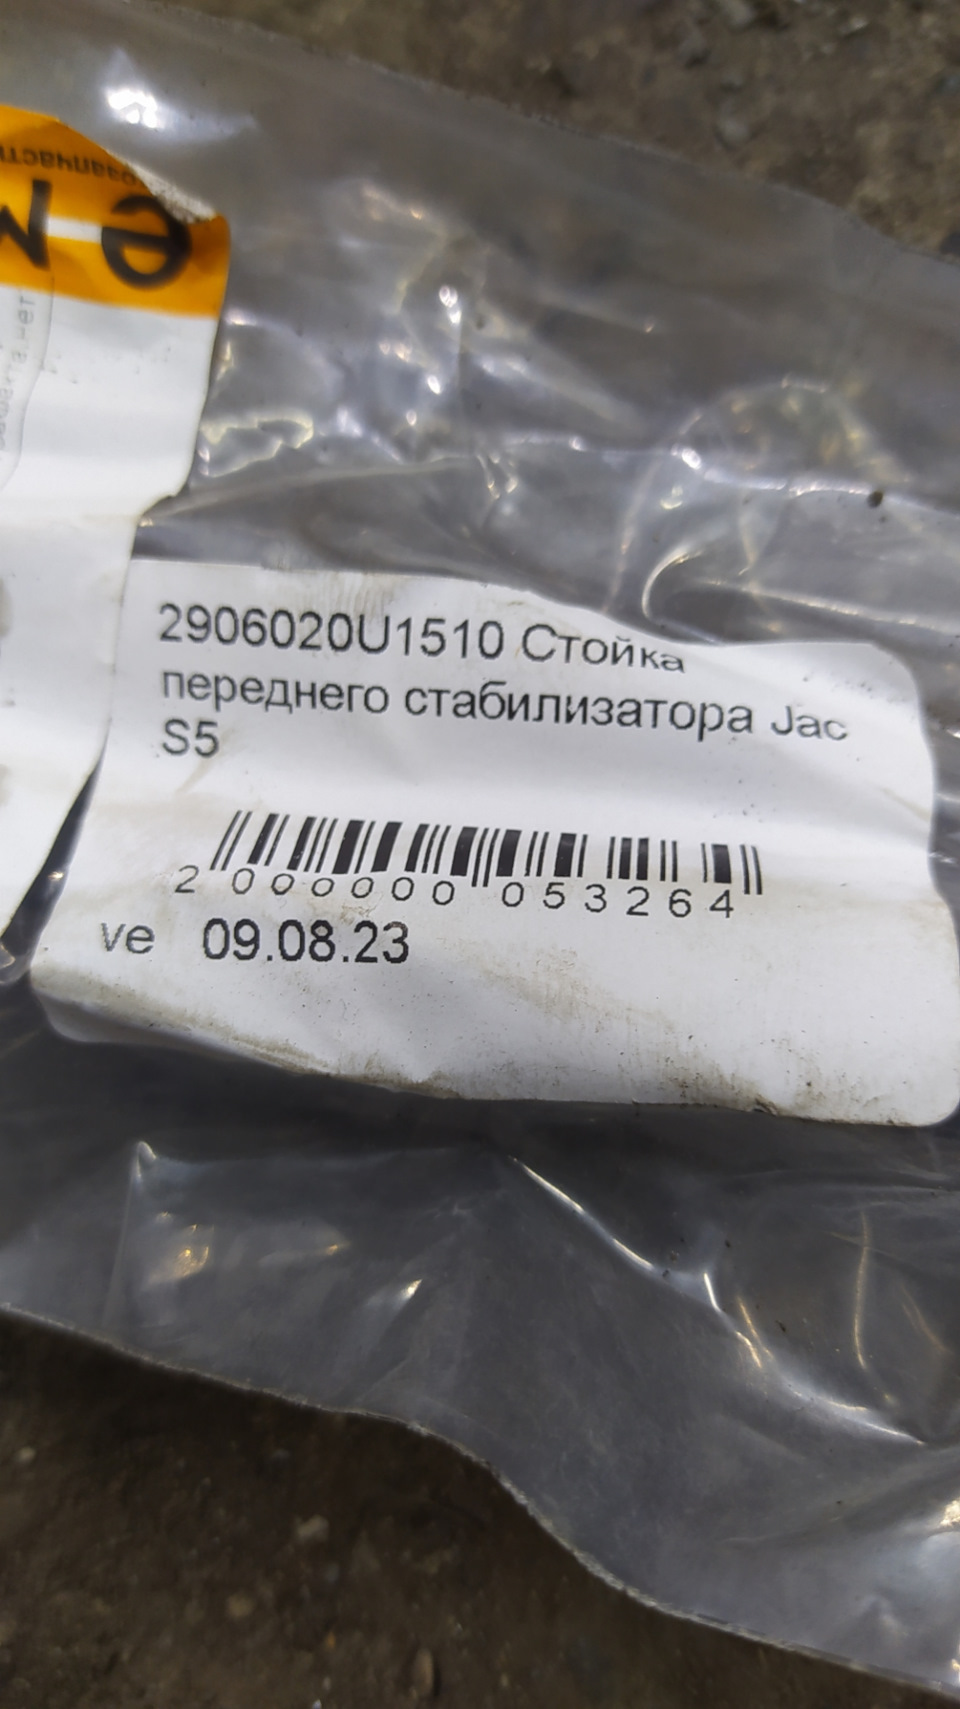 2906020U1510 Стойка
переднего стабилизатора Jac
S5
2 000000 053264
ve 09.08.23